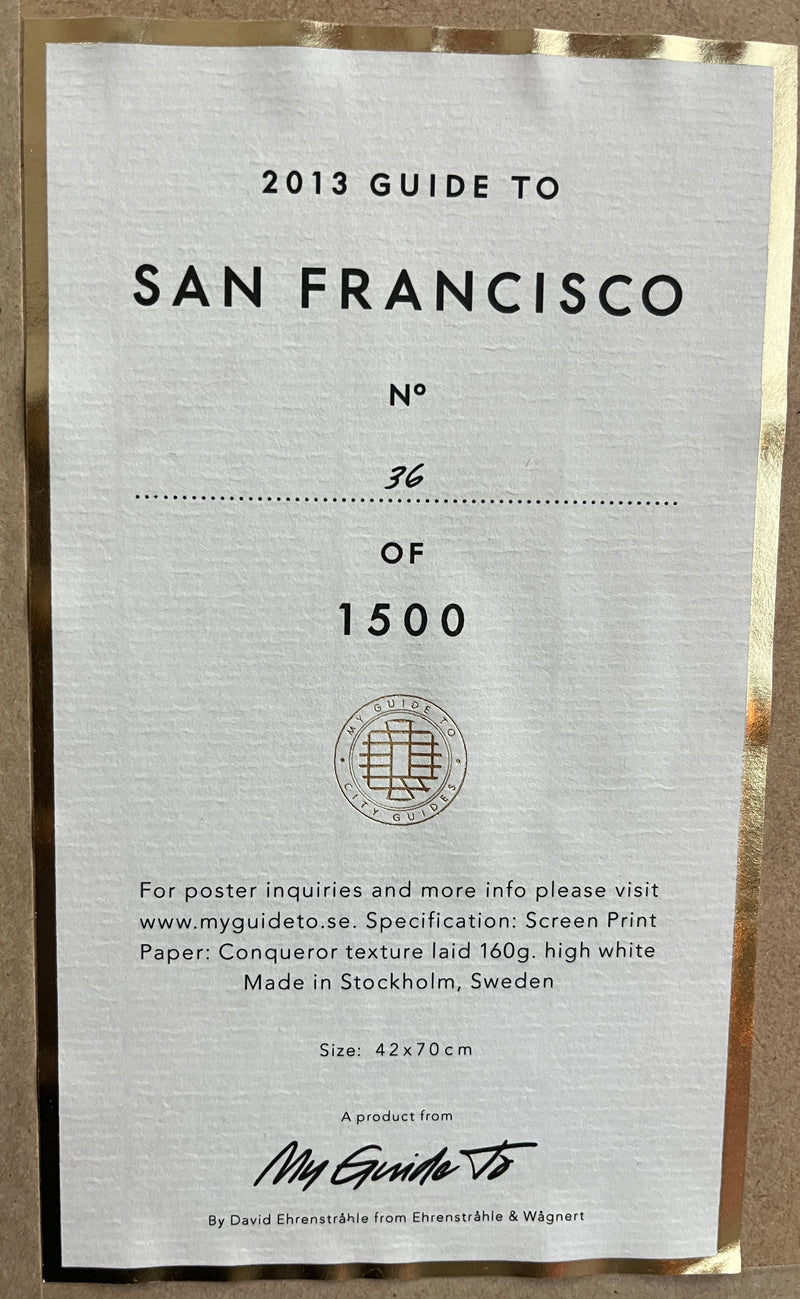 2013 GUIDE TO
SAN FRANCISCO
Nº
36
OF
1500
MY GUIDE TO
CITY GUIDES
For poster inquiries and more info please visit
www.myguideto.se. Specification: Screen Print
Paper: Conqueror texture laid 160g. high white
Made in Stockholm, Sweden
Size: 42x70cm
A product from
My Guide To
By David Ehrenstråhle from Ehrenstråhle & Wågnert